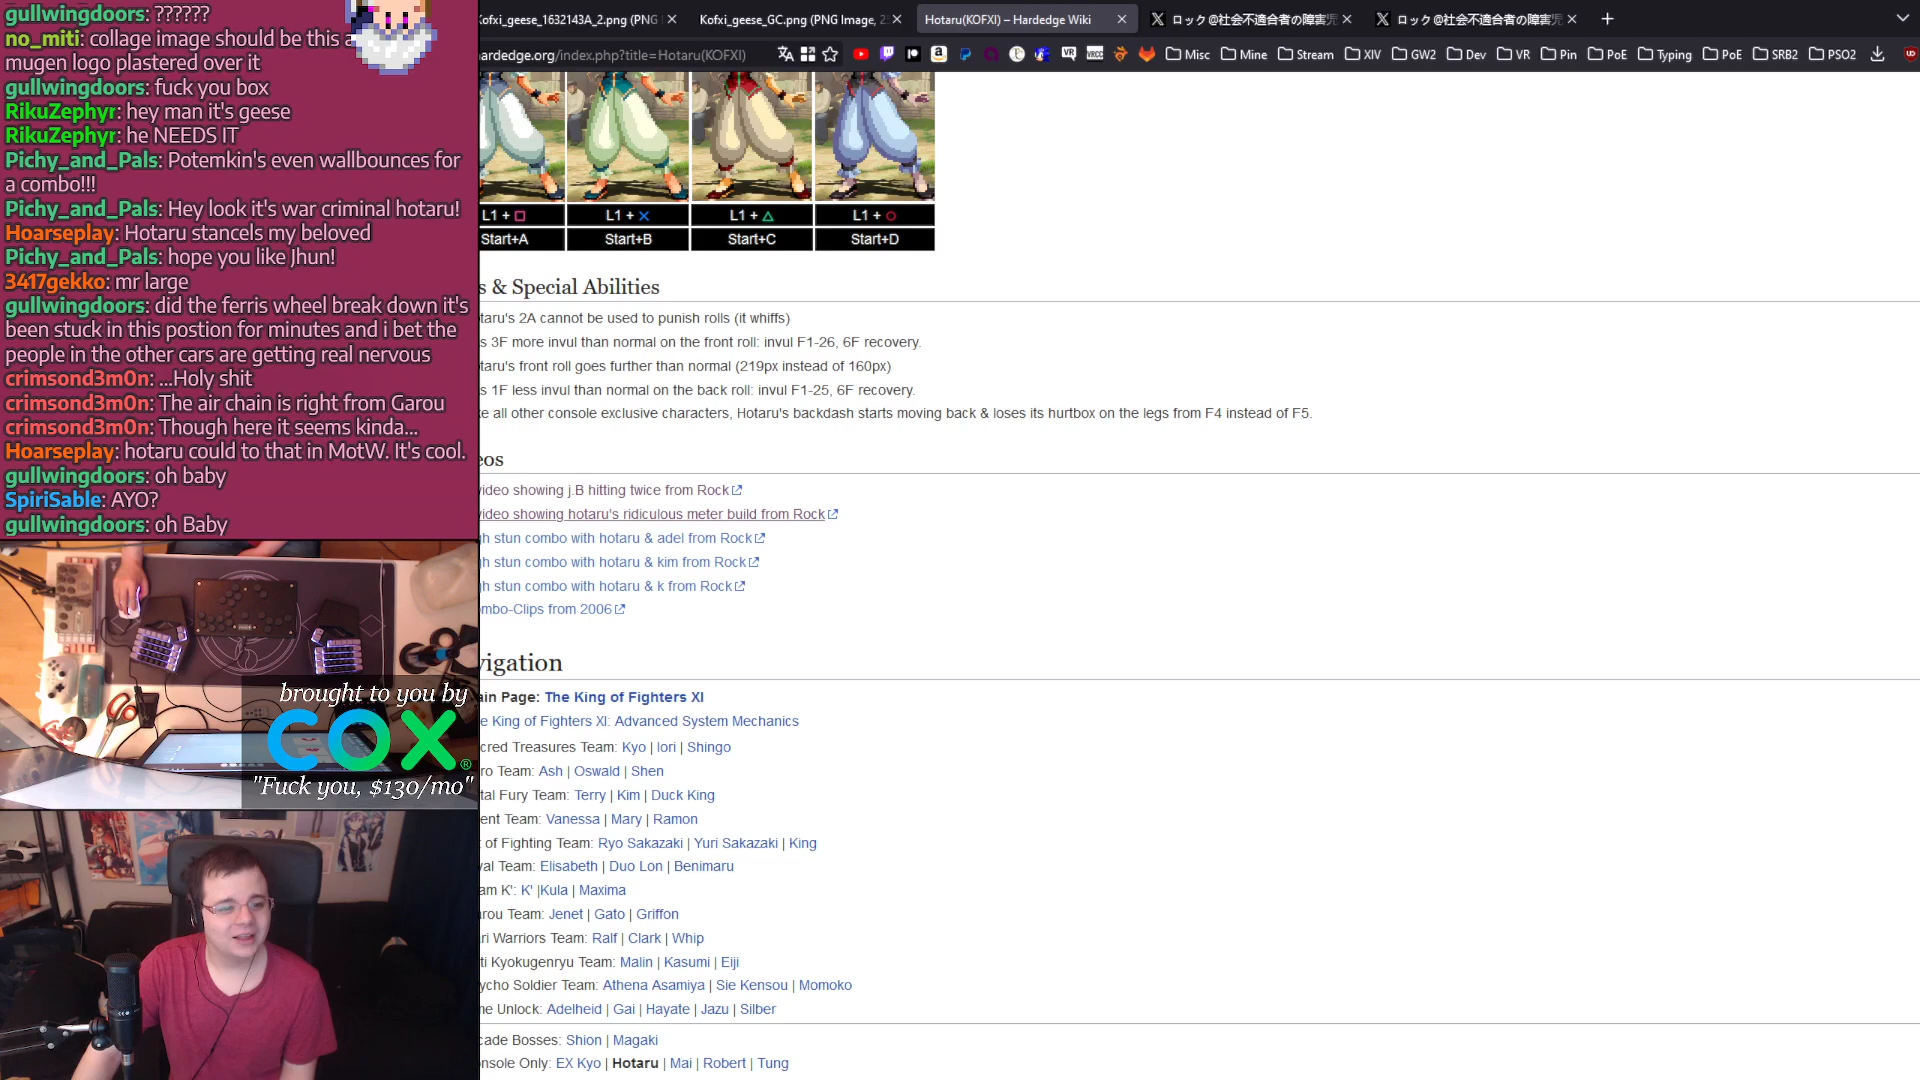 gullwingdoors: ??????
no_miti: collage image should be this a
mugen logo plastered over it
gullwingdoors: fuck you box
RikuZephyr: hey man it's geese
RikuZephyr: he NEEDS IT
Pichy_and_Pals: Potemkin's even wallbounces for
a combo!!!
Pichy_and_Pals: Hey look it's war criminal hotaru!
Hoarseplay: Hotaru stancels my beloved
Pichy_and_Pals: hope you like Jhun!
3417gekko: mr large
gullwingdoors: did the ferris wheel break down it's
been stuck in this postion for minutes and i bet the
people in the other cars are getting real nervous
crimsond3m0n: ...Holy shit
crimsond3m0n: The air chain is right from Garou
crimsond3m0n: Though here it seems kinda...
Hoarseplay: hotaru could to that in MotW. It's cool.
gullwingdoors: oh baby
SpiriSable: AYO?
gullwingdoors: oh Baby
brought to you by
COX®
"Fuck you, $130/mo"
Kofxi_geese_1632143A_2.png (PNG
Kofxi_geese_GC.png (PNG Image, 2
Hotaru(KOFXI) – Hardedge Wiki
ロック@社会不適合者の障害児
ロック@社会不適合者の障害児
ardedge.org/index.php?title=Hotaru(KOFXI)
Misc Mine Stream XIV GW2 Dev VR Pin PoE Typing PoE SRB2 PSO2
L1 + □ L1 + ✕ L1 + △ L1 + ○
Start+A Start+B Start+C Start+D
s & Special Abilities
taru's 2A cannot be used to punish rolls (it whiffs)
s 3F more invul than normal on the front roll: invul F1-26, 6F recovery.
taru's front roll goes further than normal (219px instead of 160px)
s 1F less invul than normal on the back roll: invul F1-25, 6F recovery.
ke all other console exclusive characters, Hotaru's backdash starts moving back & loses its hurtbox on the legs from F4 instead of F5.
eos
video showing j.B hitting twice from Rock
video showing hotaru's ridiculous meter build from Rock
gh stun combo with hotaru & adel from Rock
gh stun combo with hotaru & kim from Rock
gh stun combo with hotaru & k from Rock
ombo-Clips from 2006
vigation
ain Page: The King of Fighters XI
e King of Fighters XI: Advanced System Mechanics
cred Treasures Team: Kyo | Iori | Shingo
ro Team: Ash | Oswald | Shen
tal Fury Team: Terry | Kim | Duck King
ent Team: Vanessa | Mary | Ramon
t of Fighting Team: Ryo Sakazaki | Yuri Sakazaki | King
val Team: Elisabeth | Duo Lon | Benimaru
am K': K' |Kula | Maxima
rou Team: Jenet | Gato | Griffon
ari Warriors Team: Ralf | Clark | Whip
ti Kyokugenryu Team: Malin | Kasumi | Eiji
ycho Soldier Team: Athena Asamiya | Sie Kensou | Momoko
me Unlock: Adelheid | Gai | Hayate | Jazu | Silber
cade Bosses: Shion | Magaki
onsole Only: EX Kyo | Hotaru | Mai | Robert | Tung